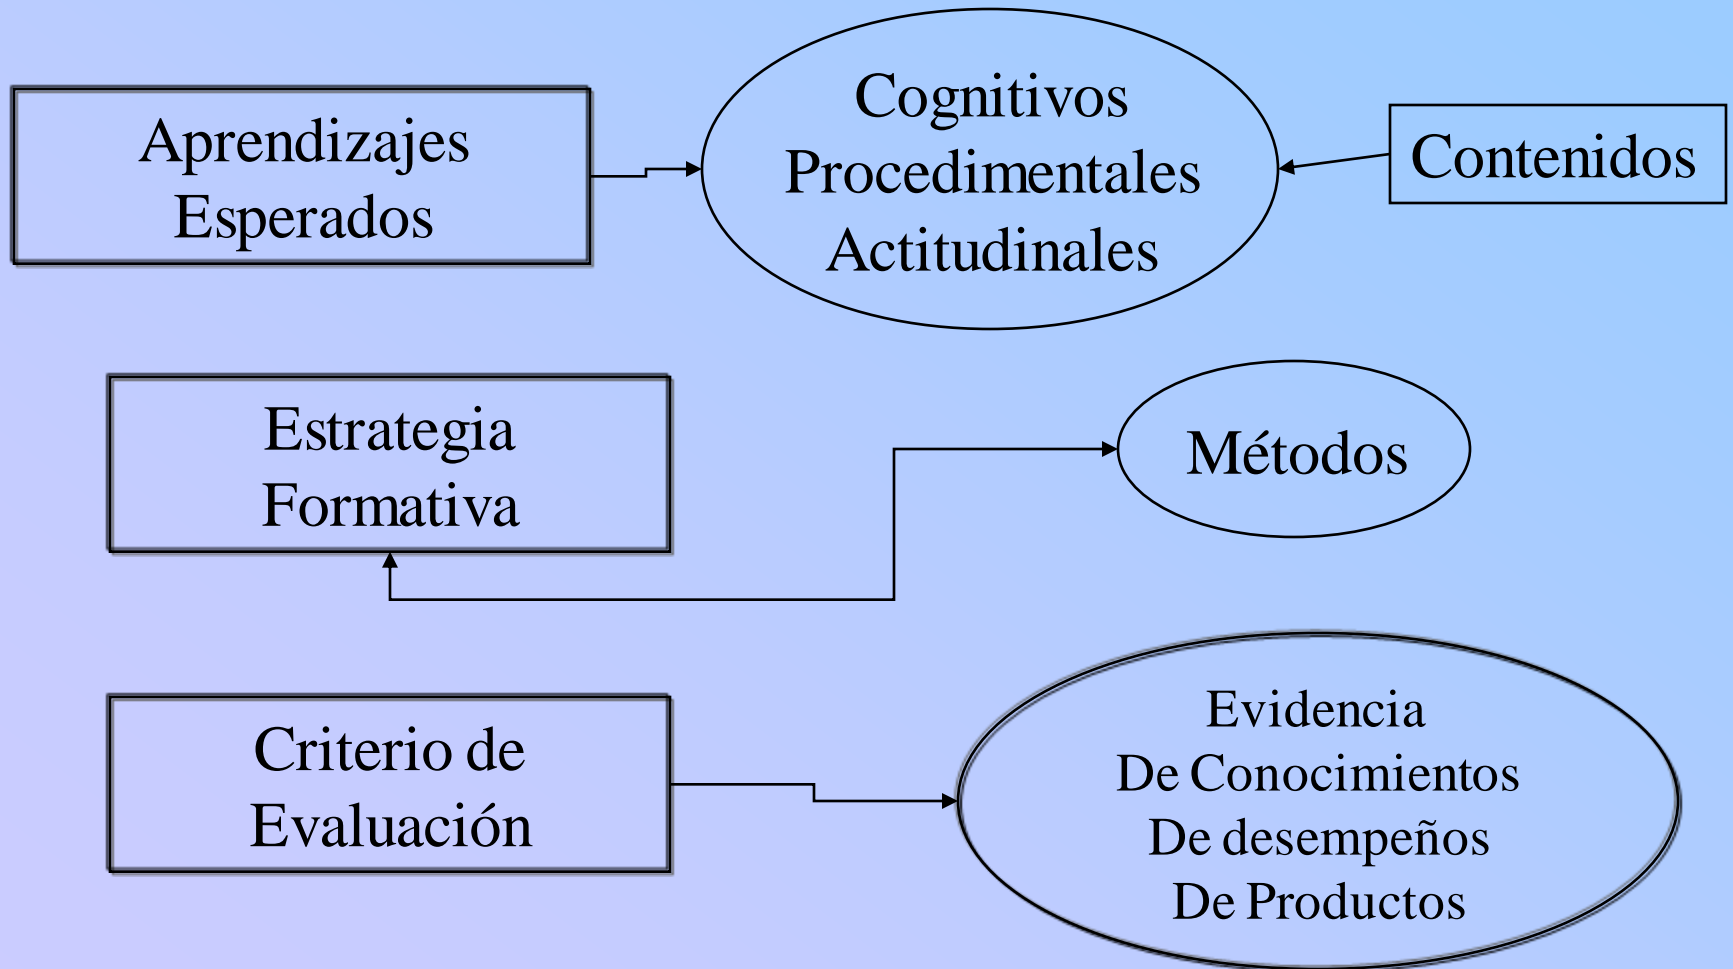 Aprendizajes
Esperados
Cognitivos
Procedimentales
Actitudinales
Contenidos
Estrategia
Formativa
Métodos
Criterio de
Evaluación
Evidencia
De Conocimientos
De desempeños
De Productos